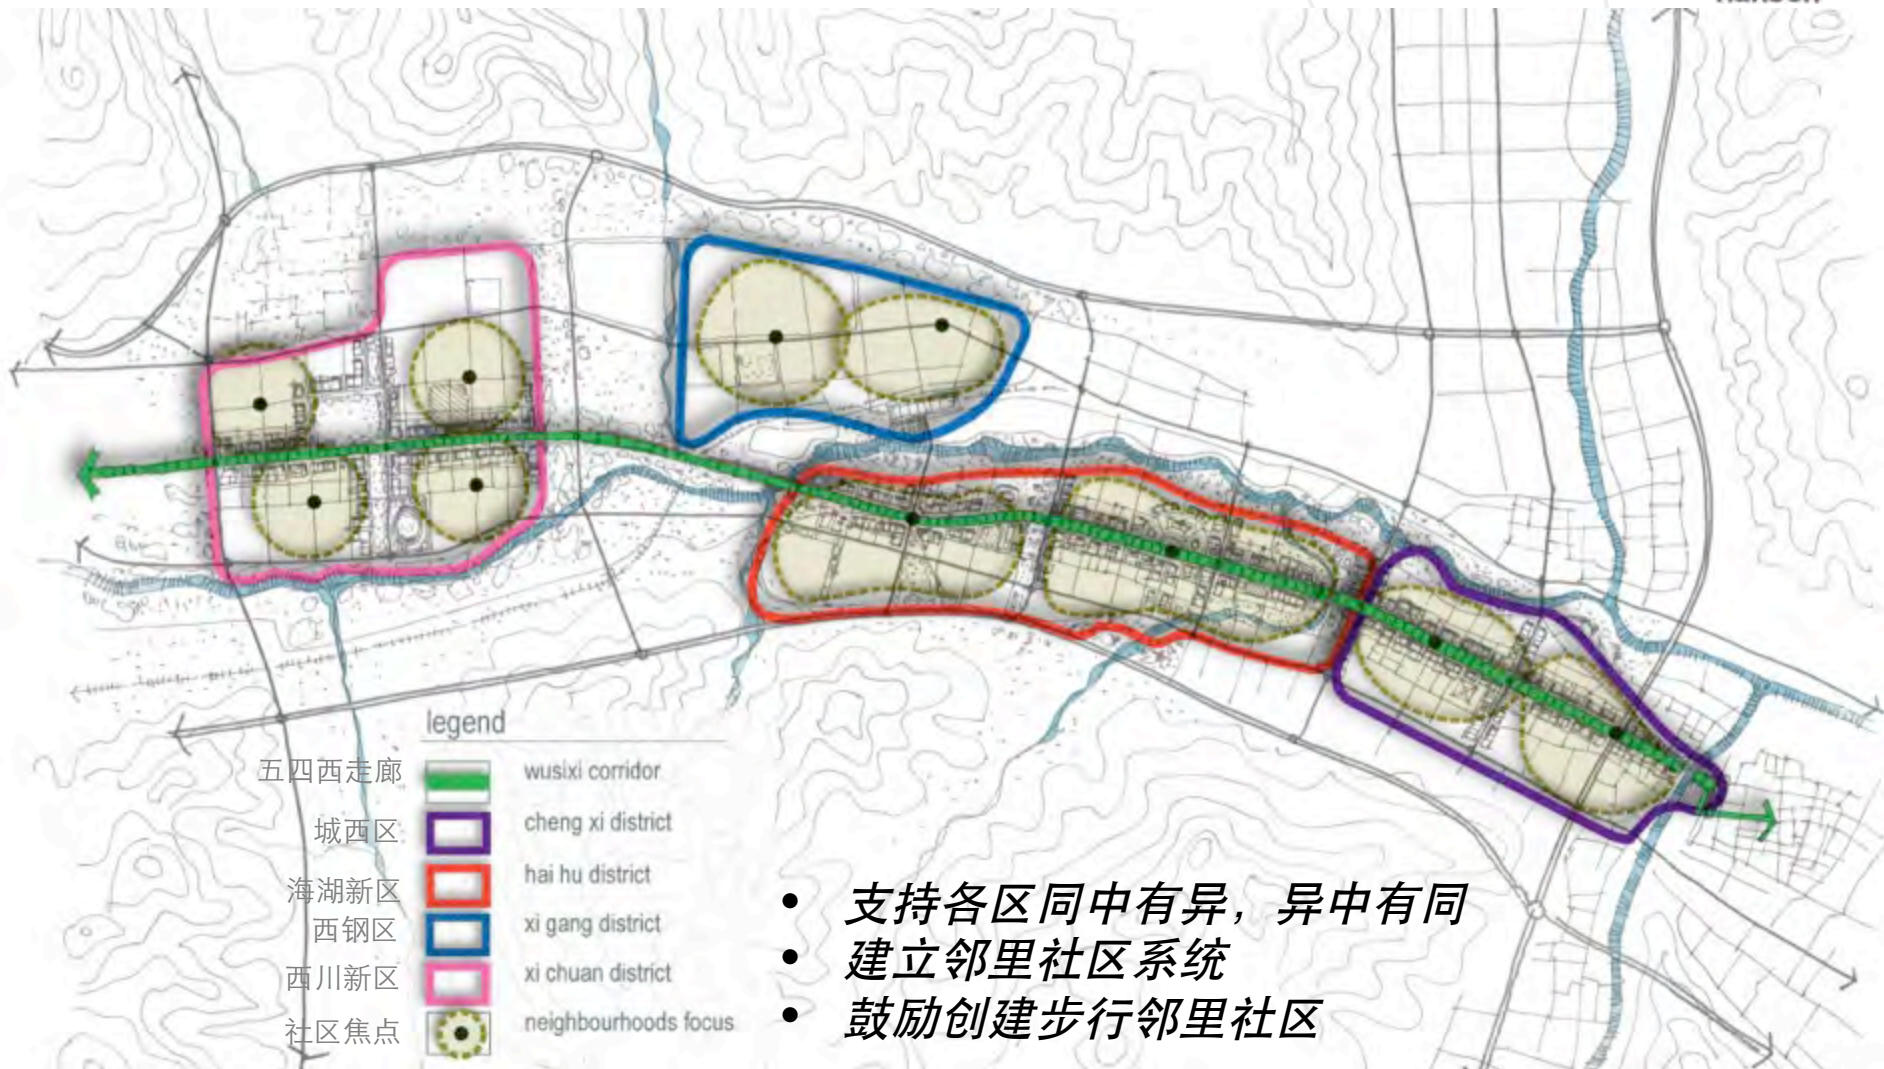 legend
五四西走廊 wusixi corridor
城西区 cheng xi district
海湖新区 hai hu district
西钢区 xi gang district
西川新区 xi chuan district
社区焦点 neighbourhoods focus
• 支持各区同中有异，异中有同
• 建立邻里社区系统
• 鼓励创建步行邻里社区